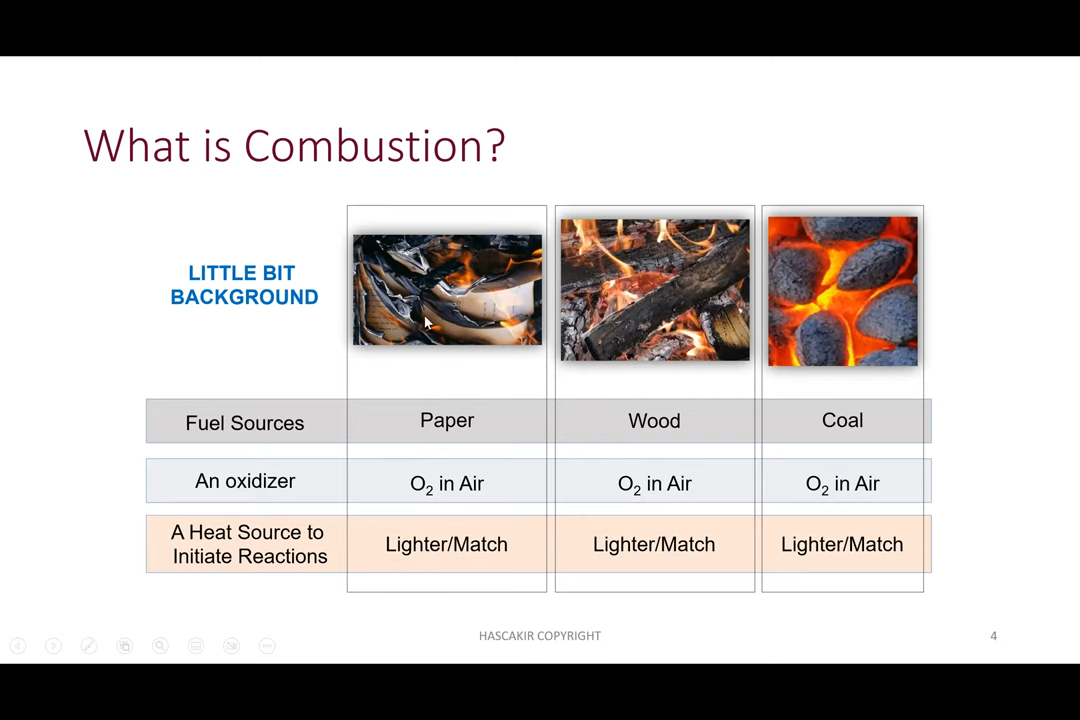 What is Combustion?
LITTLE BIT
BACKGROUND
Fuel Sources
Paper
Wood
Coal
An oxidizer
O₂ in Air
O₂ in Air
O₂ in Air
A Heat Source to
Initiate Reactions
Lighter/Match
Lighter/Match
Lighter/Match
HASCAKIR COPYRIGHT
4